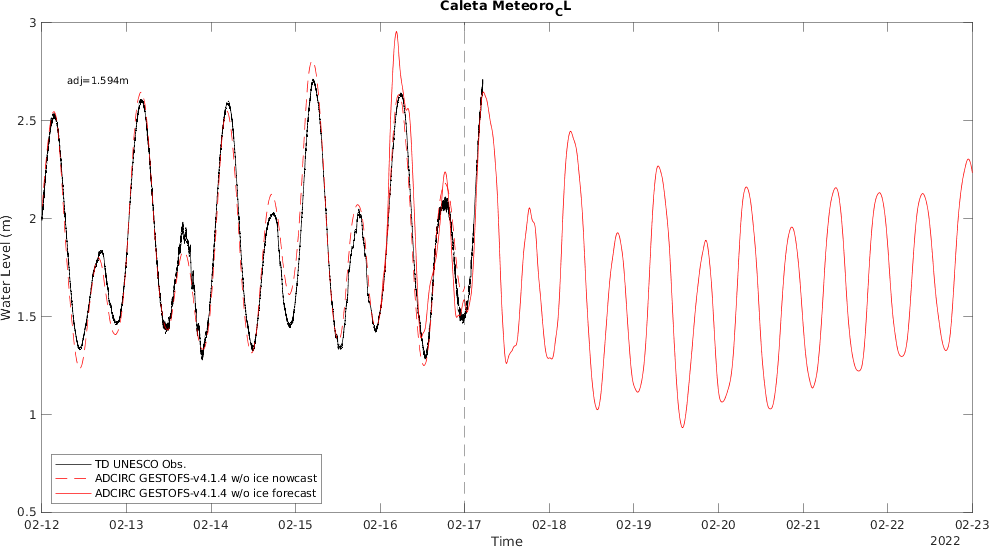 Caleta Meteoro_CL
adj=1.594m
3
2.5
2
1.5
1
0.5
Water Level (m)
TD UNESCO Obs.
ADCIRC GESTOFS-v4.1.4 w/o ice nowcast
ADCIRC GESTOFS-v4.1.4 w/o ice forecast
02-12 02-13 02-14 02-15 02-16 02-17 02-18 02-19 02-20 02-21 02-22 02-23
Time
2022